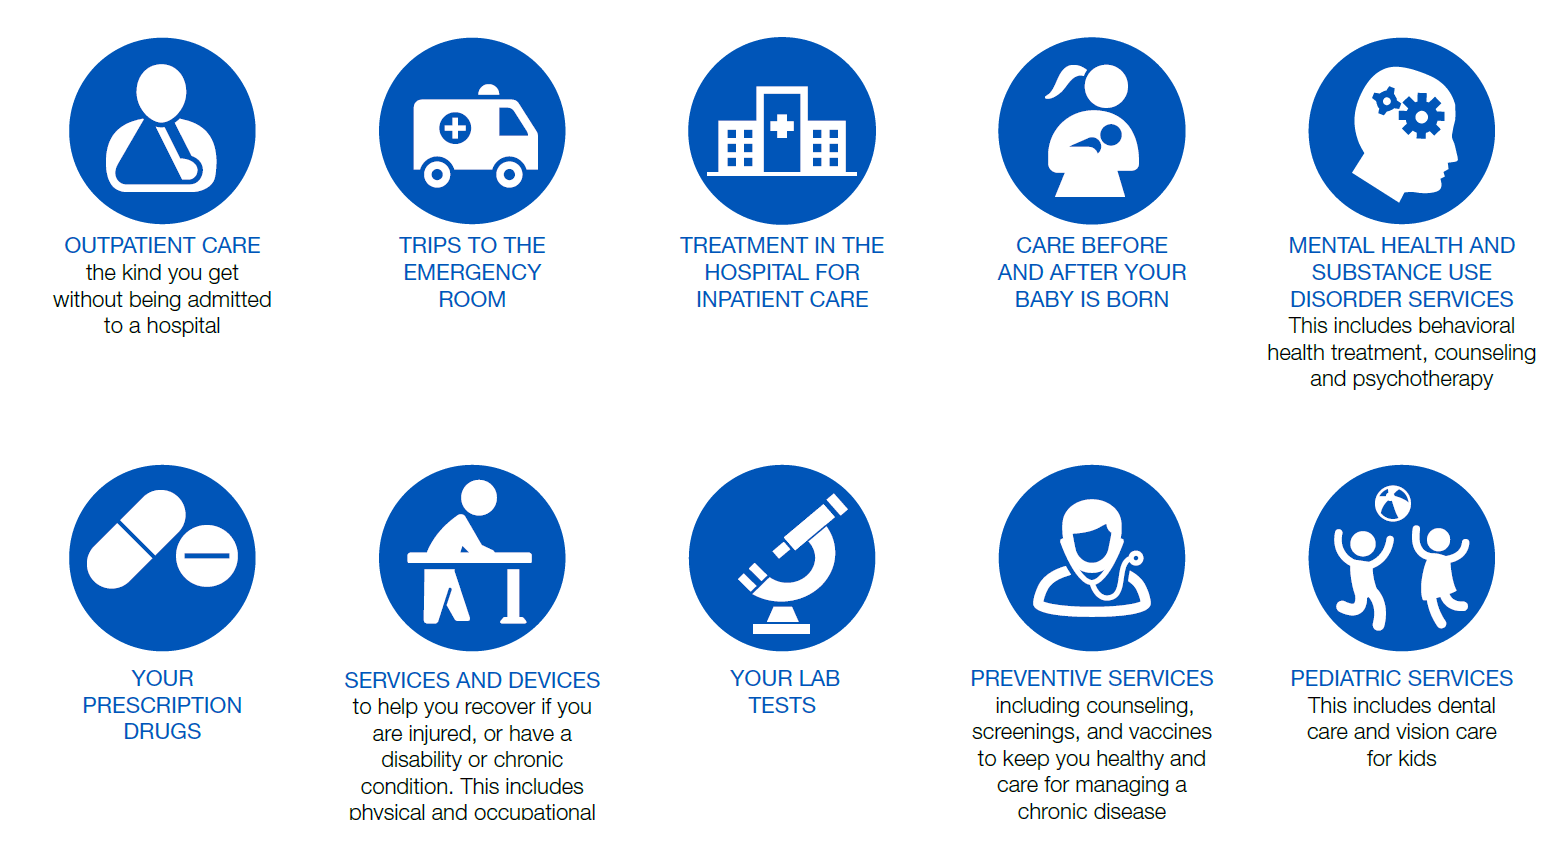 OUTPATIENT CARE
the kind you get
without being admitted
to a hospital
TRIPS TO THE
EMERGENCY
ROOM
TREATMENT IN THE
HOSPITAL FOR
INPATIENT CARE
CARE BEFORE
AND AFTER YOUR
BABY IS BORN
MENTAL HEALTH AND
SUBSTANCE USE
DISORDER SERVICES
This includes behavioral
health treatment, counseling
and psychotherapy
YOUR
PRESCRIPTION
DRUGS
SERVICES AND DEVICES
to help you recover if you
are injured, or have a
disability or chronic
condition. This includes
physical and occupational
YOUR LAB
TESTS
PREVENTIVE SERVICES
including counseling,
screenings, and vaccines
to keep you healthy and
care for managing a
chronic disease
PEDIATRIC SERVICES
This includes dental
care and vision care
for kids